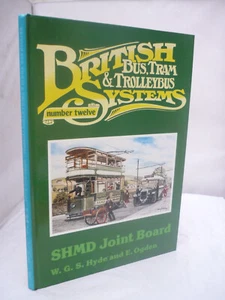 BRITISH
BUS, TRAM
& TROLLEYBUS
SYSTEMS
number twelve
SHMD Joint Board
W. G. S. Hyde and F. Ogden